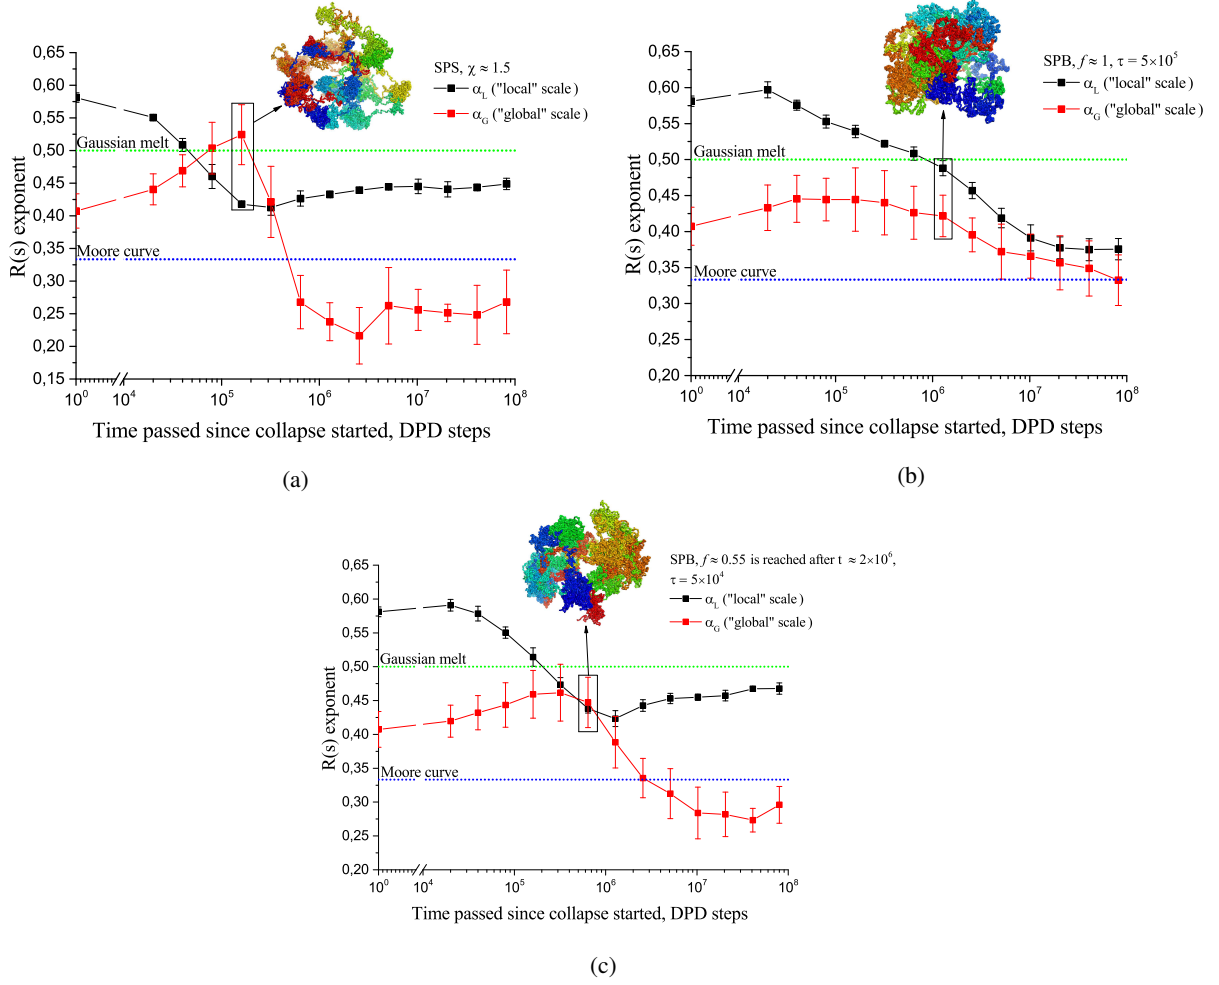 0,65
0,60
0,55
0,50
0,45
0,40
0,35
0,30
0,25
0,20
0,15
R(s) exponent
SPS, χ ≈ 1.5
α_L ("local" scale)
α_G ("global" scale)
Gaussian melt
Moore curve
10^0 10^4 10^5 10^6 10^7 10^8
Time passed since collapse started, DPD steps
(a)
0,65
0,60
0,55
0,50
0,45
0,40
0,35
0,30
0,25
0,20
R(s) exponent
SPB, f ≈ 1, τ = 5×10^5
α_L ("local" scale)
α_G ("global" scale)
Gaussian melt
Moore curve
10^0 10^4 10^5 10^6 10^7 10^8
Time passed since collapse started, DPD steps
(b)
0,65
0,60
0,55
0,50
0,45
0,40
0,35
0,30
0,25
0,20
R(s) exponent
SPB, f ≈ 0.55 is reached after t ≈ 2×10^6,
τ = 5×10^4
α_L ("local" scale)
α_G ("global" scale)
Gaussian melt
Moore curve
10^0 10^4 10^5 10^6 10^7 10^8
Time passed since collapse started, DPD steps
(c)